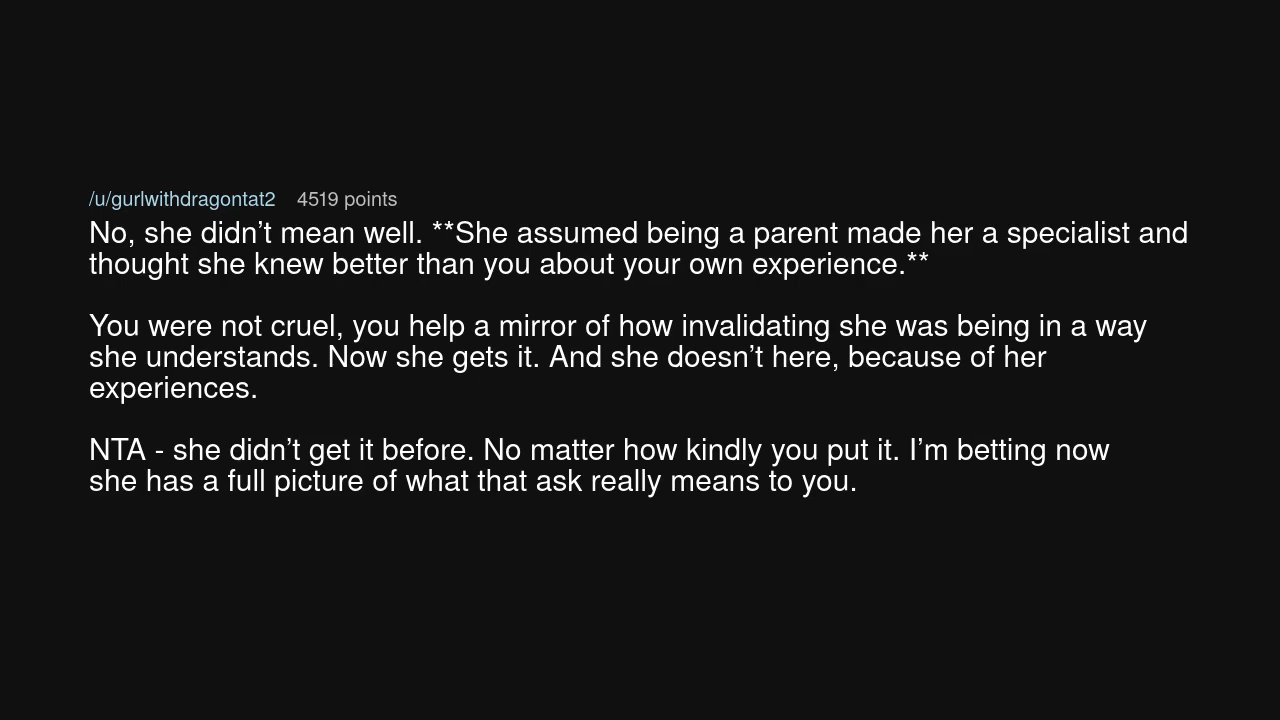 /u/gurlwithdragontat2 4519 points
No, she didn’t mean well. **She assumed being a parent made her a specialist and
thought she knew better than you about your own experience.**
You were not cruel, you help a mirror of how invalidating she was being in a way
she understands. Now she gets it. And she doesn’t here, because of her
experiences.
NTA - she didn’t get it before. No matter how kindly you put it. I’m betting now
she has a full picture of what that ask really means to you.